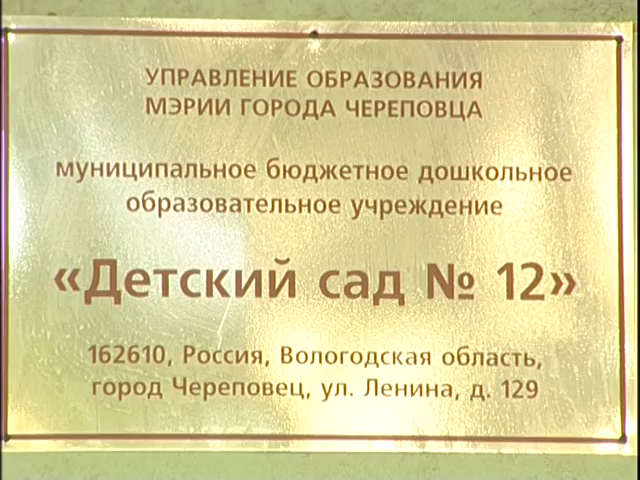 УПРАВЛЕНИЕ ОБРАЗОВАНИЯ
МЭРИИ ГОРОДА ЧЕРЕПОВЦА
муниципальное бюджетное дошкольное
образовательное учреждение
«Детский сад № 12»
162610, Россия, Вологодская область,
город Череповец, ул. Ленина, д. 129